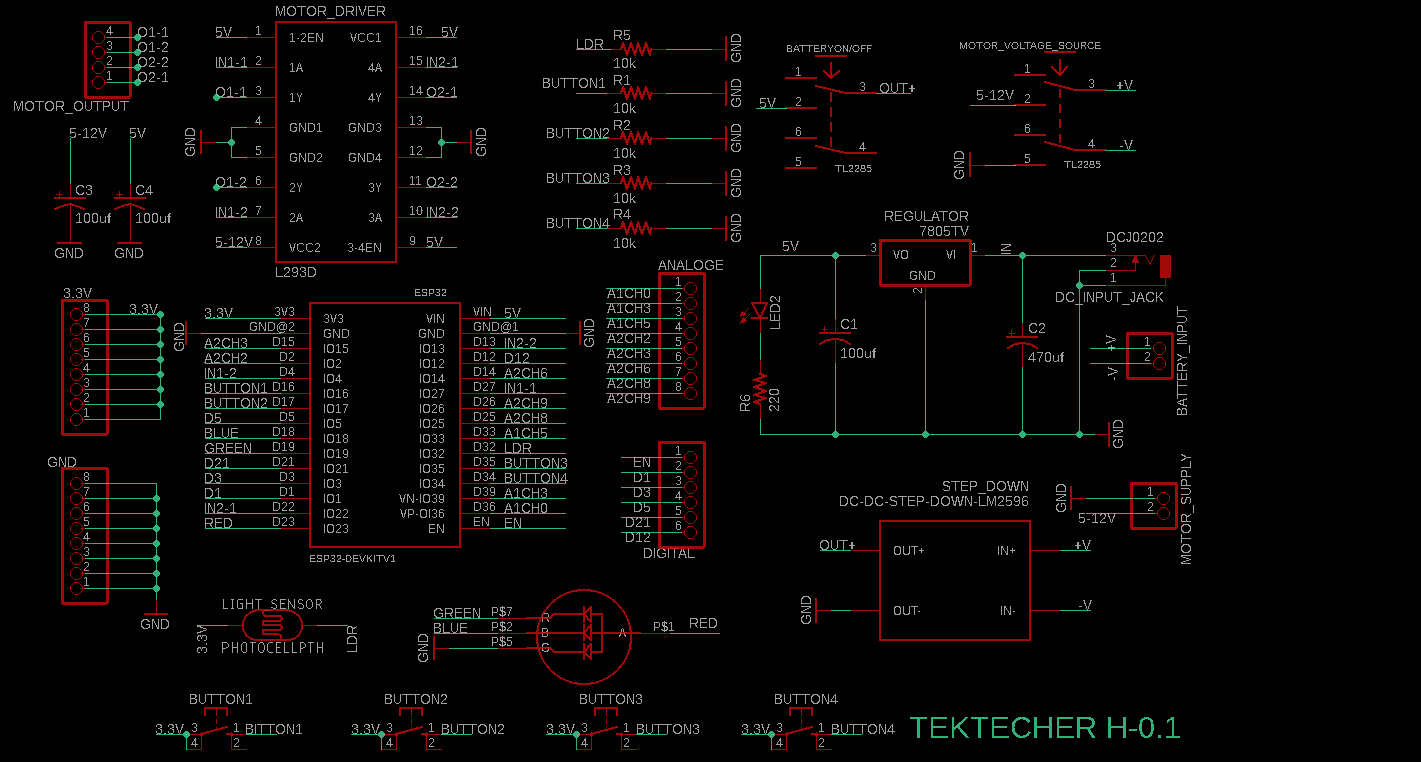 MOTOR_DRIVER
5V 1 1-2EN VCC1 16 5V
IN1-1 2 1A 4A 15 IN2-1
O1-1 3 1Y 4Y 14 O2-1
GND 4 GND1 GND3 13 GND
5 GND2 GND4 12
O1-2 6 2Y 3Y 11 O2-2
IN1-2 7 2A 3A 10 IN2-2
5-12V 8 VCC2 3-4EN 9 5V
L293D
4 O1-1
3 O1-2
2 O2-2
1 O2-1
MOTOR_OUTPUT
5-12V 5V
+ C3 + C4
100uf 100uf
GND GND
LDR R5 GND
10k
BUTTON1 R1 GND
10k
BUTTON2 R2 GND
10k
BUTTON3 R3 GND
10k
BUTTON4 R4 GND
10k
BATTERYON/OFF
1
3 OUT+
5V 2
6
4
5 TL2285
MOTOR_VOLTAGE_SOURCE
1
3 +V
5-12V 2
6
4 -V
GND 5
TL2285
REGULATOR
7805TV
5V 3 VO VI 1 IN
GND
2
LED2
R6 220
+ C1
100uf
+ C2
470uf
GND
DCJ0202
3
2
1
DC_INPUT_JACK
+V 1
-V 2
BATTERY_INPUT
3.3V
8 3.3V
7
6
5
4
3
2
1
GND
8
7
6
5
4
3
2
1
GND
ESP32
3.3V 3V3 3V3 VIN VIN 5V
GND GND@2 GND GND GND@1 GND
A2CH3 D15 IO15 IO13 D13 IN2-2
A2CH2 D2 IO2 IO12 D12 D12
IN1-2 D4 IO4 IO14 D14 A2CH6
BUTTON1 D16 IO16 IO27 D27 IN1-1
BUTTON2 D17 IO17 IO26 D26 A2CH9
D5 D5 IO5 IO25 D25 A2CH8
BLUE D18 IO18 IO33 D33 A1CH5
GREEN D19 IO19 IO32 D32 LDR
D21 D21 IO21 IO35 D35 BUTTON3
D3 D3 IO3 IO34 D34 BUTTON4
D1 D1 IO1 VN-IO39 D39 A1CH3
IN2-1 D22 IO22 VP-OI36 D36 A1CH0
RED D23 IO23 EN EN EN
ESP32-DEVKITV1
ANALOGE
A1CH0 1
A1CH3 2
A1CH5 3
A2CH2 4
A2CH3 5
A2CH6 6
A2CH8 7
A2CH9 8
EN 1
D1 2
D3 3
D5 4
D21 5
D12 6
DIGITAL
STEP_DOWN
DC-DC-STEP-DOWN-LM2596
OUT+ OUT+ IN+ +V
GND OUT- IN- -V
GND 1
5-12V 2
MOTOR_SUPPLY
LIGHT SENSOR
3.3V LDR
PHOTOCELLPTH
GREEN P$7 R
BLUE P$2 B A P$1 RED
GND P$5 G
BUTTON1
3.3V 3 1 BITTON1
4 2
BUTTON2
3.3V 3 1 BUTTON2
4 2
BUTTON3
3.3V 3 1 BUTTON3
4 2
BUTTON4
3.3V 3 1 BUTTON4
4 2
TEKTECHER H-0.1